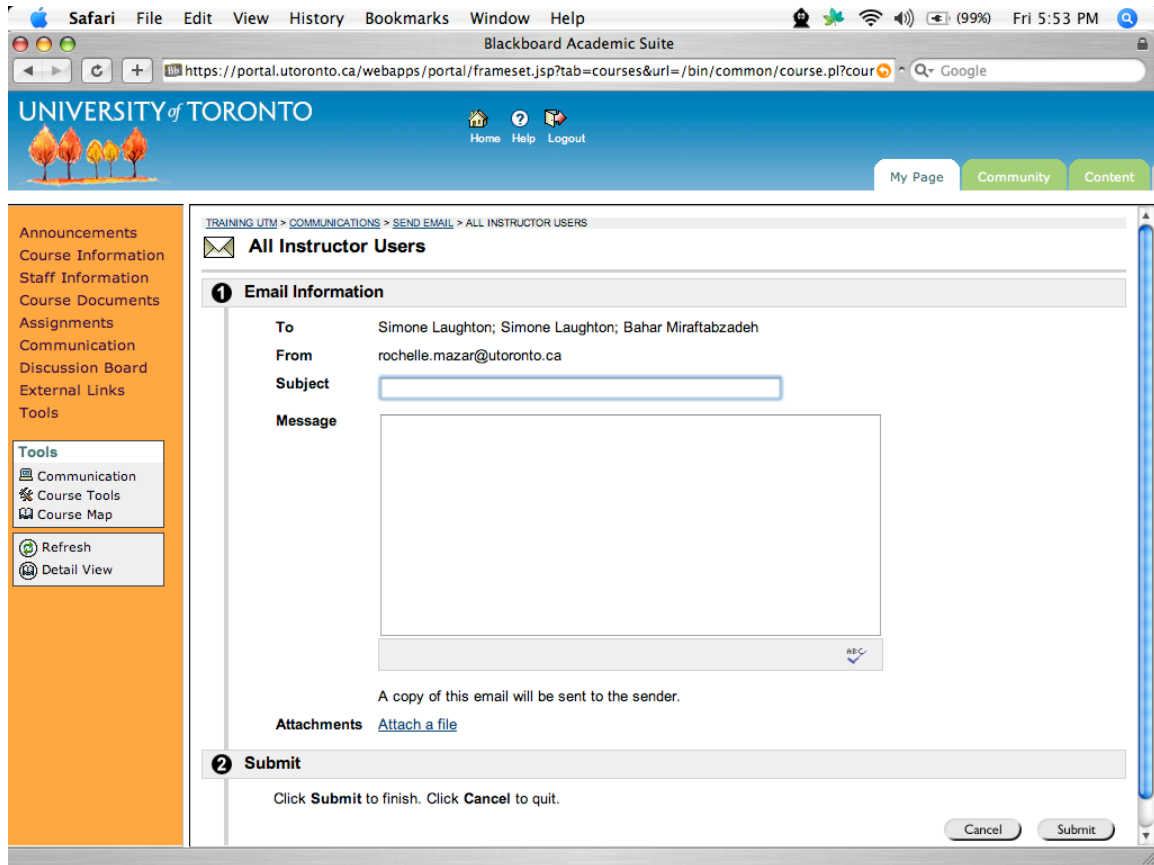 Safari File Edit View History Bookmarks Window Help (99%) Fri 5:53 PM
Blackboard Academic Suite
https://portal.utoronto.ca/webapps/portal/frameset.jsp?tab=courses&url=/bin/common/course.pl?cour Google
UNIVERSITY of TORONTO
Home Help Logout
My Page Community Content
Announcements
Course Information
Staff Information
Course Documents
Assignments
Communication
Discussion Board
External Links
Tools
Tools
Communication
Course Tools
Course Map
Refresh
Detail View
TRAINING UTM > COMMUNICATIONS > SEND EMAIL > ALL INSTRUCTOR USERS
All Instructor Users
1 Email Information
To Simone Laughton; Simone Laughton; Bahar Miraftabzadeh
From rochelle.mazar@utoronto.ca
Subject
Message
ABC
A copy of this email will be sent to the sender.
Attachments Attach a file
2 Submit
Click Submit to finish. Click Cancel to quit.
Cancel Submit